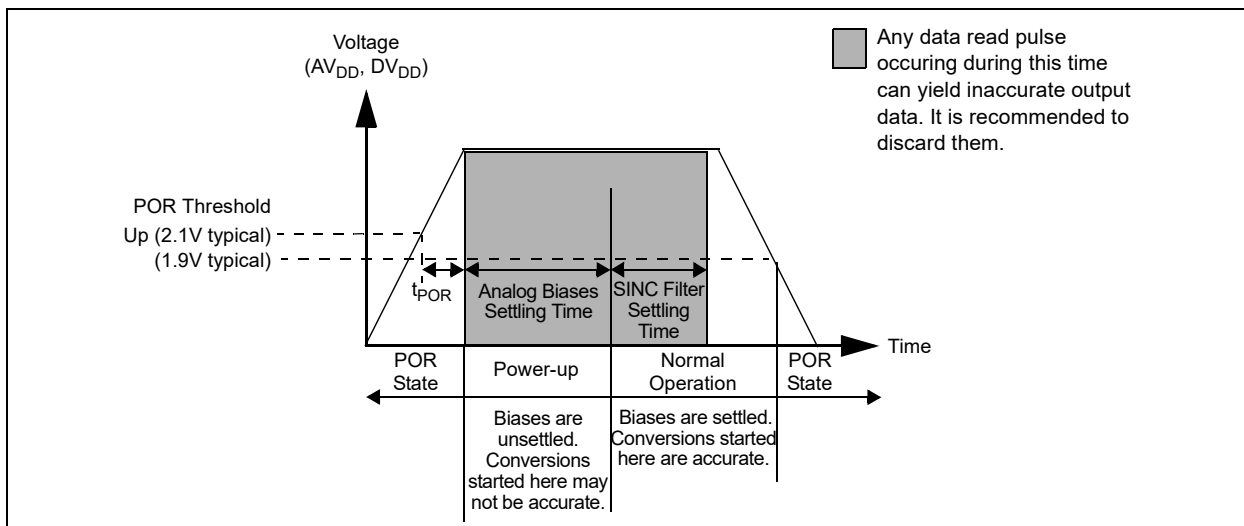 Voltage
(AVDD, DVDD)
Any data read pulse
occuring during this time
can yield inaccurate output
data. It is recommended to
discard them.
POR Threshold
Up (2.1V typical)
(1.9V typical)
tPOR
Analog Biases
Settling Time
SINC Filter
Settling
Time
Time
POR
State
Power-up
Normal
Operation
POR
State
Biases are
unsettled.
Conversions
started here may
not be accurate.
Biases are settled.
Conversions started
here are accurate.